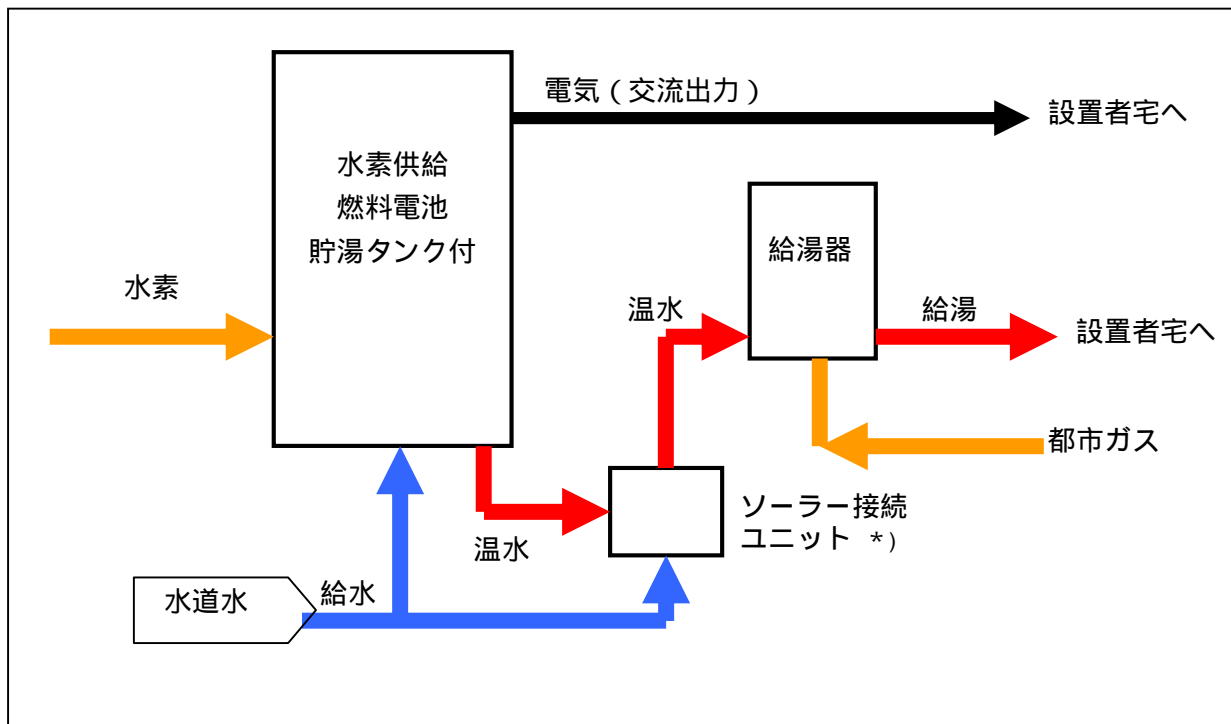 電気（交流出力）
設置者宅へ
水素供給
燃料電池
貯湯タンク付
給湯器
水素
温水
給湯
設置者宅へ
都市ガス
ソーラー接続
ユニット *)
温水
水道水
給水